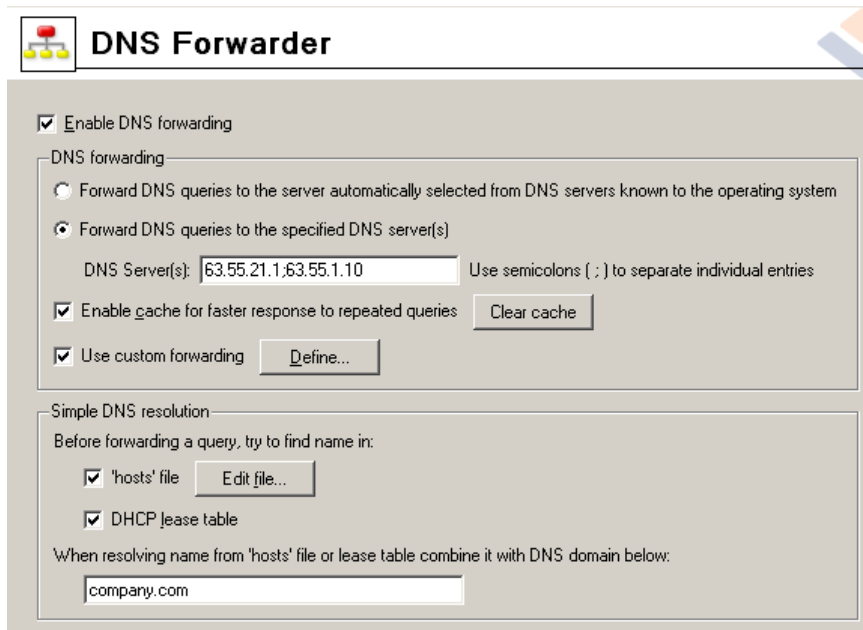 DNS Forwarder
Enable DNS forwarding
DNS forwarding
Forward DNS queries to the server automatically selected from DNS servers known to the operating system
Forward DNS queries to the specified DNS server(s)
DNS Server(s): 63.55.21.1;63.55.1.10 Use semicolons ( ; ) to separate individual entries
Enable cache for faster response to repeated queries Clear cache
Use custom forwarding Define...
Simple DNS resolution
Before forwarding a query, try to find name in:
'hosts' file Edit file...
DHCP lease table
When resolving name from 'hosts' file or lease table combine it with DNS domain below:
company.com